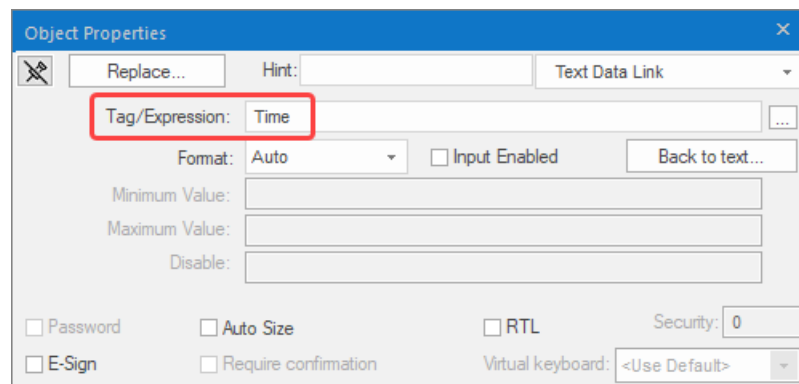 Object Properties
Replace... Hint: Text Data Link
Tag/Expression: Time ...
Format: Auto Input Enabled Back to text...
Minimum Value:
Maximum Value:
Disable:
Password Auto Size RTL Security: 0
E-Sign Require confirmation Virtual keyboard: <Use Default>